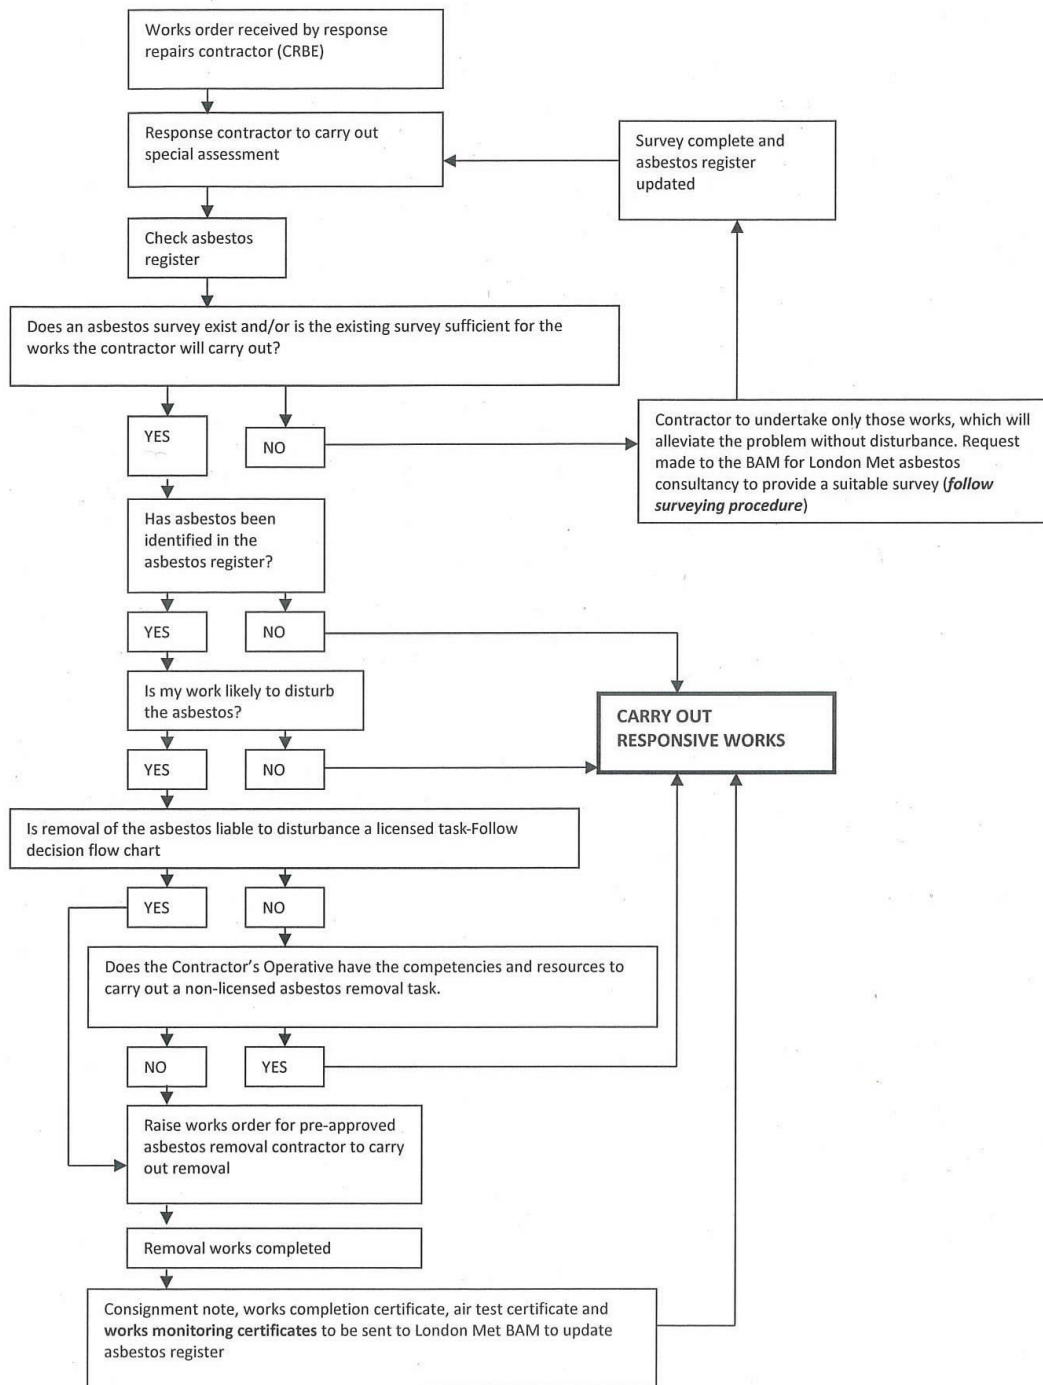 Works order received by response
repairs contractor (CRBE)
Response contractor to carry out
special assessment
Survey complete and
asbestos register
updated
Check asbestos
register
Does an asbestos survey exist and/or is the existing survey sufficient for the
works the contractor will carry out?
YES
NO
Contractor to undertake only those works, which will
alleviate the problem without disturbance. Request
made to the BAM for London Met asbestos
consultancy to provide a suitable survey (follow
surveying procedure)
Has asbestos been
identified in the
asbestos register?
YES
NO
Is my work likely to disturb
the asbestos?
CARRY OUT
RESPONSIVE WORKS
YES
NO
Is removal of the asbestos liable to disturbance a licensed task-Follow
decision flow chart
YES
NO
Does the Contractor's Operative have the competencies and resources to
carry out a non-licensed asbestos removal task.
NO
YES
Raise works order for pre-approved
asbestos removal contractor to carry
out removal
Removal works completed
Consignment note, works completion certificate, air test certificate and
works monitoring certificates to be sent to London Met BAM to update
asbestos register